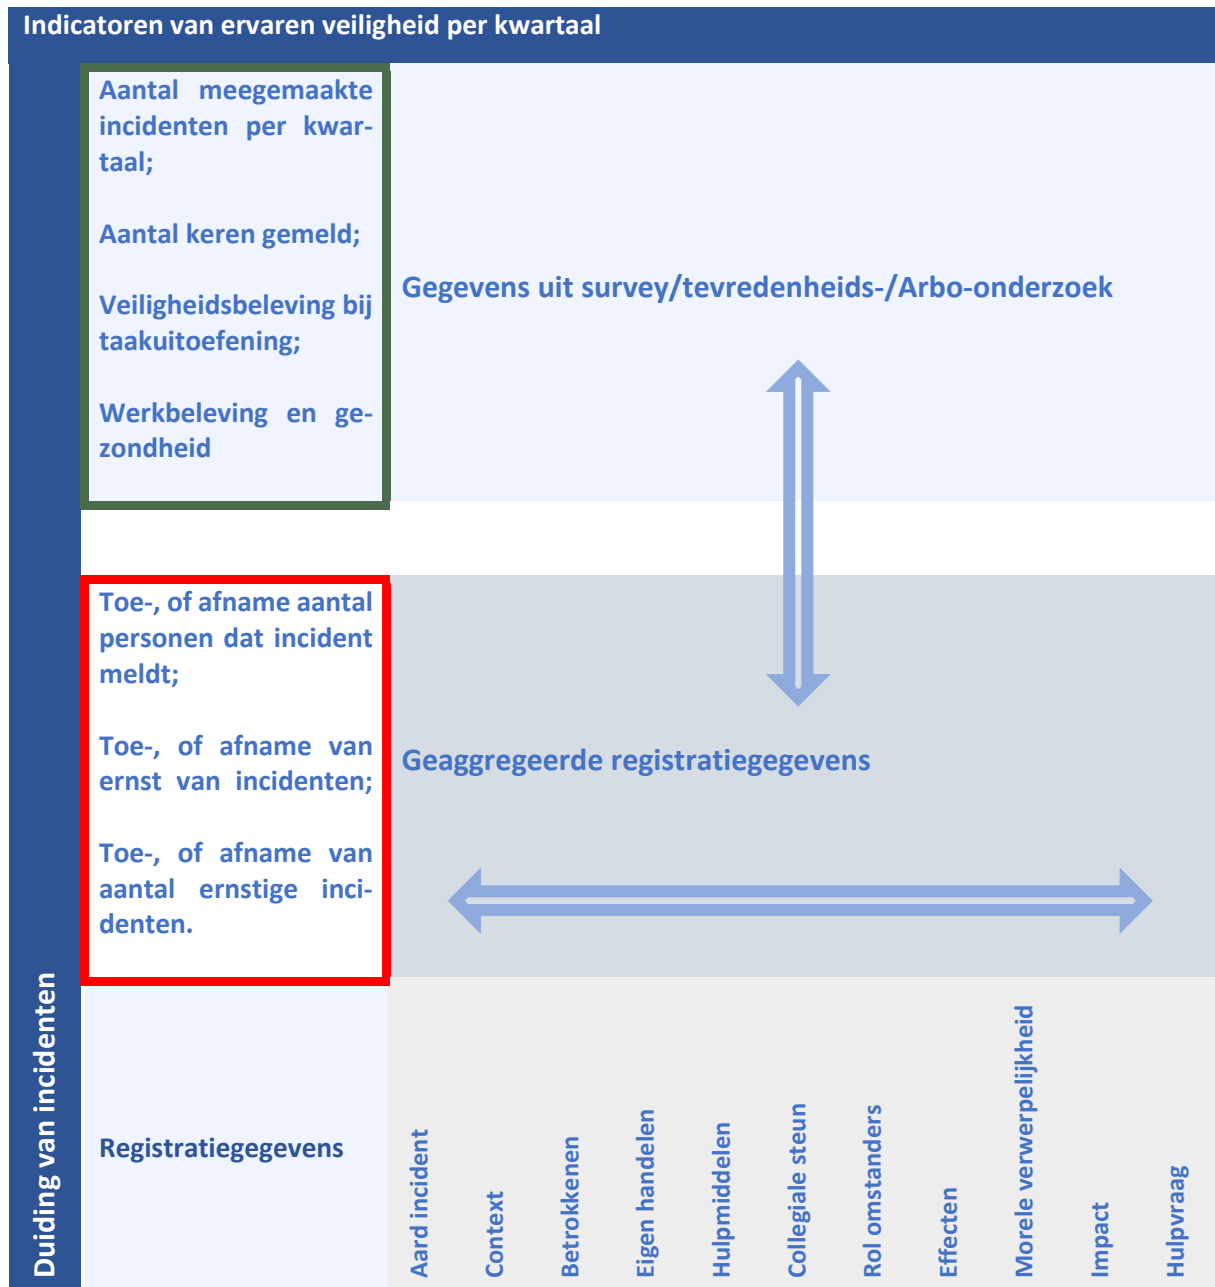 Indicatoren van ervaren veiligheid per kwartaal
Aantal meegemaakte
incidenten per kwar-
taal;
Aantal keren gemeld;
Veiligheidsbeleving bij
taakuitoefening;
Werkbeleving en ge-
zondheid
Gegevens uit survey/tevredenheids-/Arbo-onderzoek
Toe-, of afname aantal
personen dat incident
meldt;
Toe-, of afname van
ernst van incidenten;
Toe-, of afname van
aantal ernstige inci-
denten.
Geaggregeerde registratiegegevens
Duiding van incidenten
Registratiegegevens
Aard incident
Context
Betrokkenen
Eigen handelen
Hulpmiddelen
Collegiale steun
Rol omstanders
Effecten
Morele verwerpelijkheid
Impact
Hulpvraag